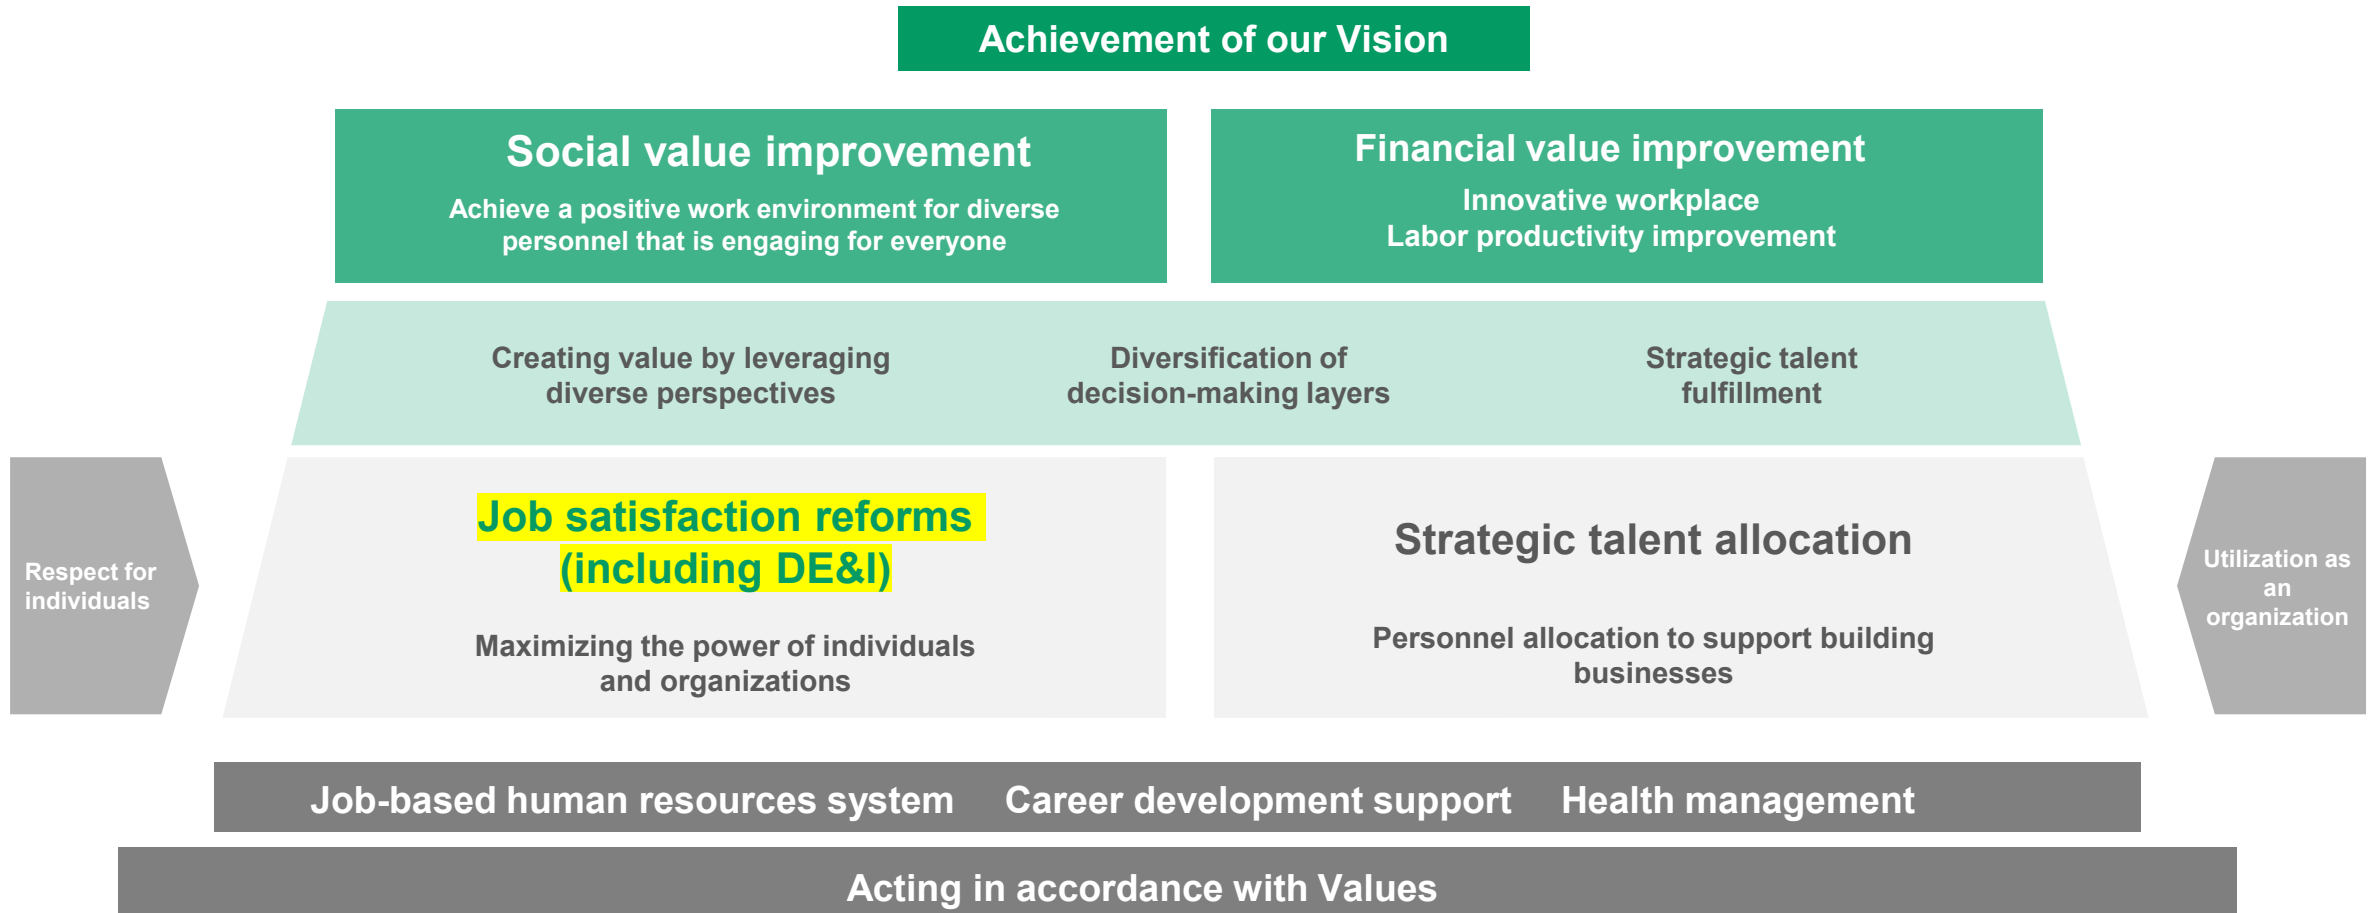 Achievement of our Vision
Social value improvement
Achieve a positive work environment for diverse
personnel that is engaging for everyone
Financial value improvement
Innovative workplace
Labor productivity improvement
Creating value by leveraging
diverse perspectives
Diversification of
decision-making layers
Strategic talent
fulfillment
Respect for
individuals
Job satisfaction reforms
(including DE&I)
Maximizing the power of individuals
and organizations
Strategic talent allocation
Personnel allocation to support building
businesses
Utilization as
an
organization
Job-based human resources system
Career development support
Health management
Acting in accordance with Values